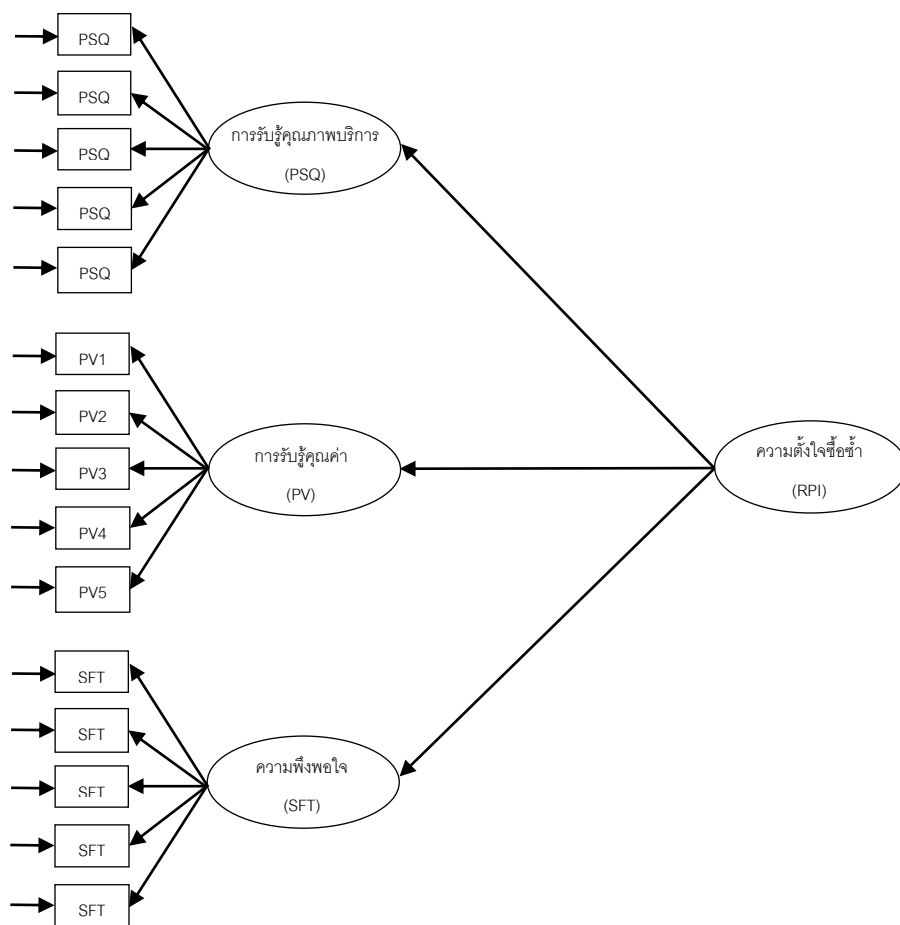 PSQ
PSQ
PSQ
PSQ
PSQ
การรับรู้คุณภาพบริการ
(PSQ)
PV1
PV2
PV3
PV4
PV5
การรับรู้คุณค่า
(PV)
ความตั้งใจซื้อซ้ำ
(RPI)
SFT
SFT
SFT
SFT
SFT
ความพึงพอใจ
(SFT)